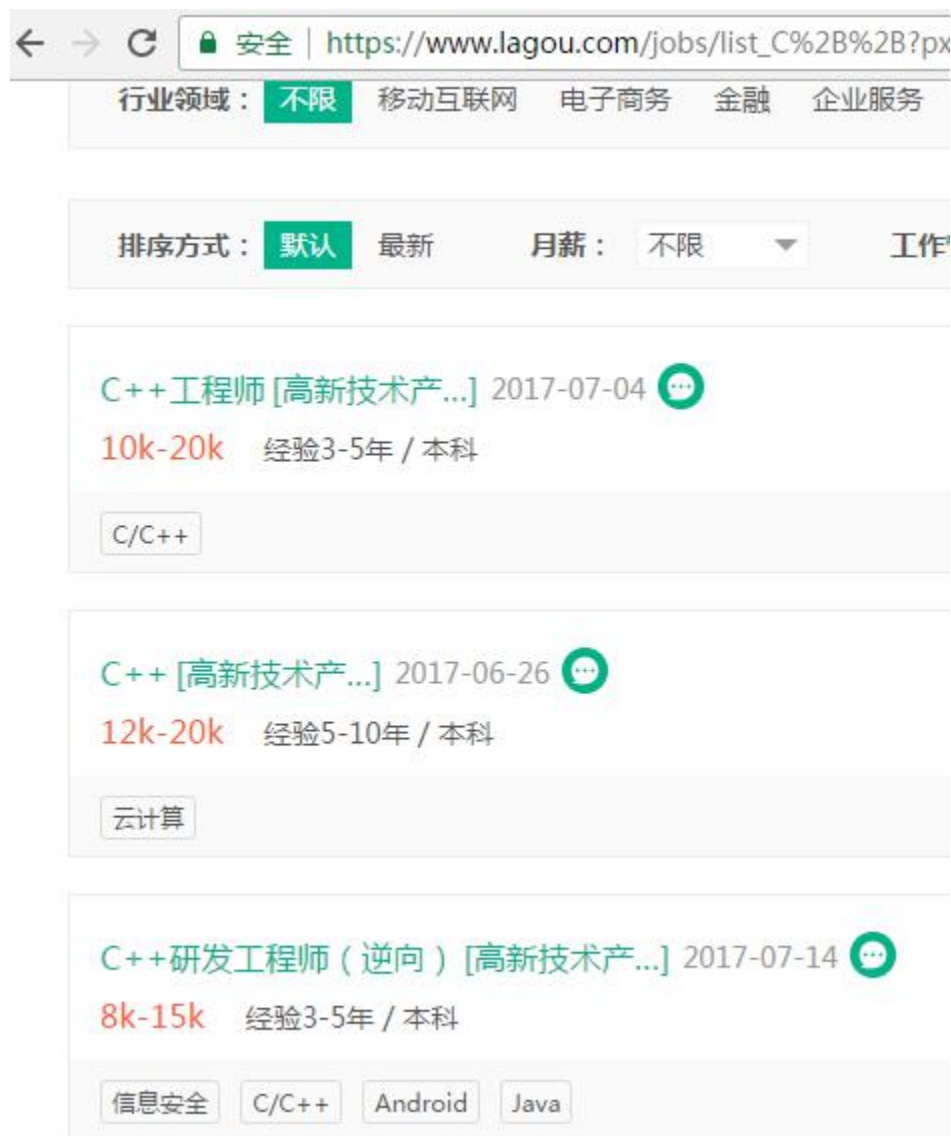 安全 | https://www.lagou.com/jobs/list_C%2B%2B?px
行业领域： 不限 移动互联网 电子商务 金融 企业服务
排序方式： 默认 最新 月薪： 不限 工作
C++工程师 [高新技术产...] 2017-07-04
10k-20k 经验3-5年 / 本科
C/C++
C++ [高新技术产...] 2017-06-26
12k-20k 经验5-10年 / 本科
云计算
C++研发工程师（逆向） [高新技术产...] 2017-07-14
8k-15k 经验3-5年 / 本科
信息安全 C/C++ Android Java